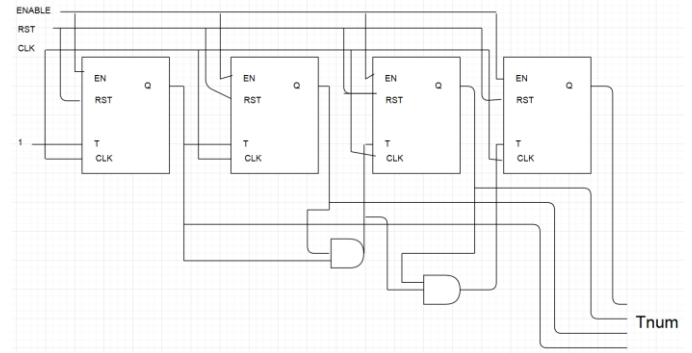 ENABLE
RST
CLK
EN Q EN Q EN Q EN Q
RST RST RST RST
1 T T T T
CLK CLK CLK CLK
Tnum